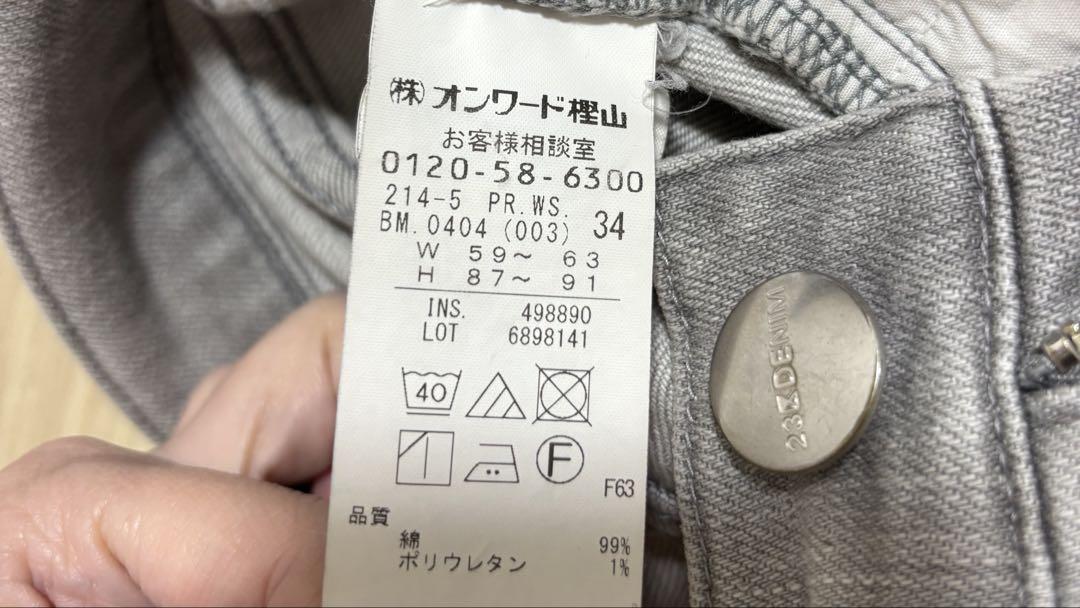 ㈱オンワード樫山
お客様相談室
0120-58-6300
214-5 PR.WS. 34
BM.0404 (003)
W 59～ 63
H 87～ 91
INS. 498890
LOT 6898141
40
F
F63
品質
綿 99%
ポリウレタン 1%
23区DENIM